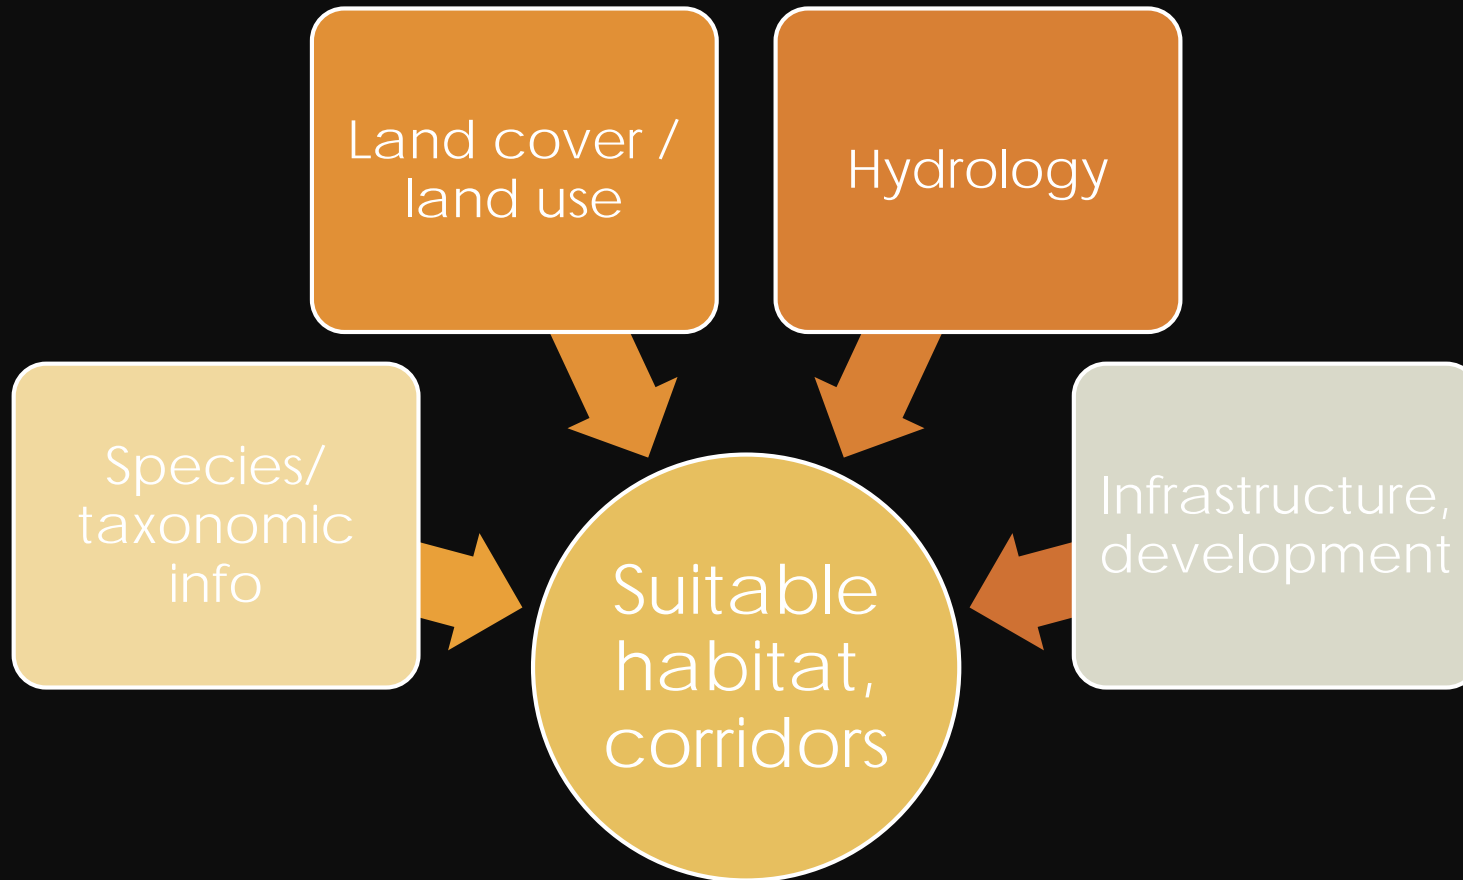 Land cover /
land use
Hydrology
Species/
taxonomic
info
Infrastructure,
development
Suitable
habitat,
corridors